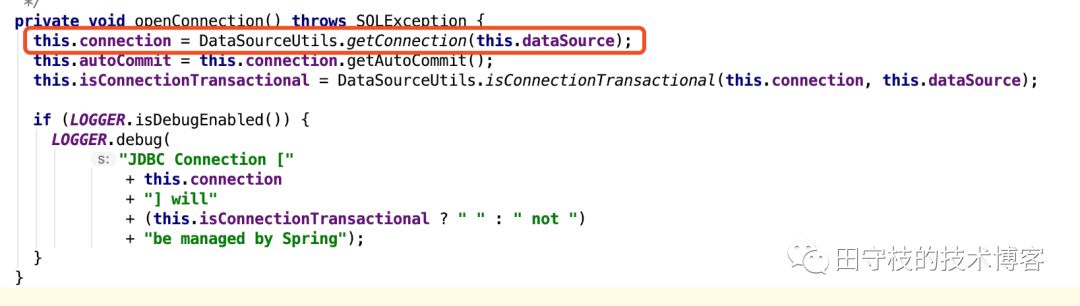 */
private void openConnection() throws SQLException {
this.connection = DataSourceUtils.getConnection(this.dataSource);
this.autoCommit = this.connection.getAutoCommit();
this.isConnectionTransactional = DataSourceUtils.isConnectionTransactional(this.connection, this.dataSource);
if (LOGGER.isDebugEnabled()) {
LOGGER.debug(
s: "JDBC Connection ["
+ this.connection
+ "] will"
+ (this.isConnectionTransactional ? " " : " not ")
+ "be managed by Spring");
}
}
田守枝的技术博客